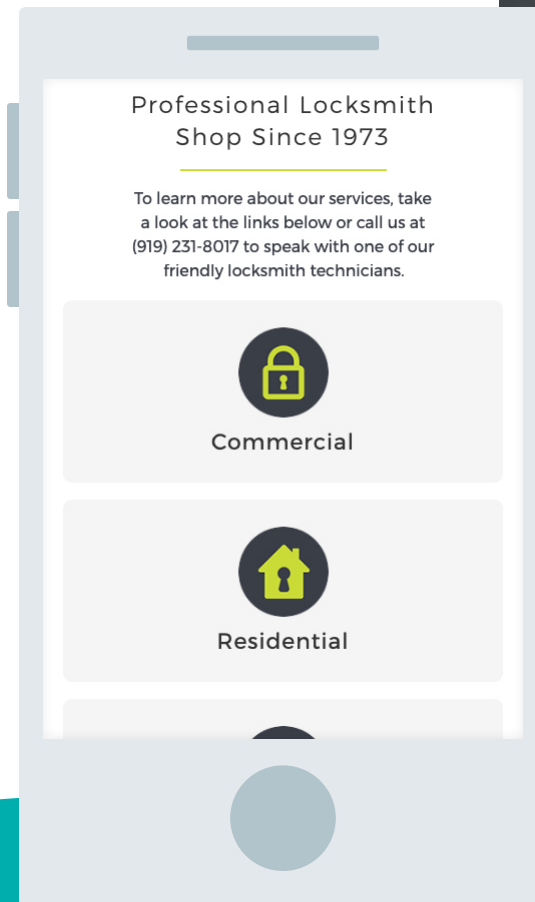 Professional Locksmith
Shop Since 1973
To learn more about our services, take
a look at the links below or call us at
(919) 231-8017 to speak with one of our
friendly locksmith technicians.
Commercial
Residential